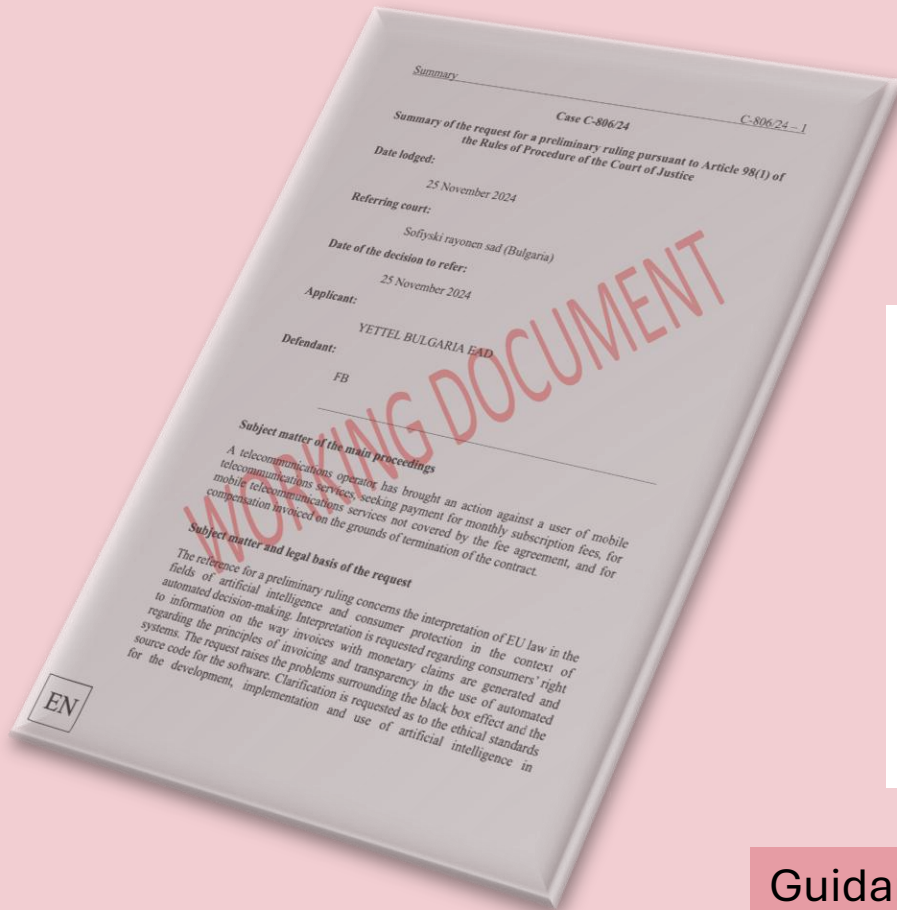 Summary
C-806/24 – 1
Case C-806/24
Summary of the request for a preliminary ruling pursuant to Article 98(1) of
the Rules of Procedure of the Court of Justice
Date lodged:
25 November 2024
Referring court:
Sofiyski rayonen sad (Bulgaria)
Date of the decision to refer:
25 November 2024
Applicant:
YETTEL BULGARIA EAD
Defendant:
FB
WORKING DOCUMENT
Subject matter of the main proceedings
A telecommunications operator has brought an action against a user of mobile
telecommunications services, seeking payment for monthly subscription fees, for
mobile telecommunications services not covered by the fee agreement, and for
compensation invoiced on the grounds of termination of the contract.
Subject matter and legal basis of the request
The reference for a preliminary ruling concerns the interpretation of EU law in the
fields of artificial intelligence and consumer protection in the context of
automated decision-making. Interpretation is requested regarding consumers' right
to information on the way invoices with monetary claims are generated and
regarding the principles of invoicing and transparency in the use of automated
systems. The request raises the problems surrounding the black box effect and the
source code for the software. Clarification is requested as to the ethical standards
for the development, implementation and use of artificial intelligence in
EN
Guida